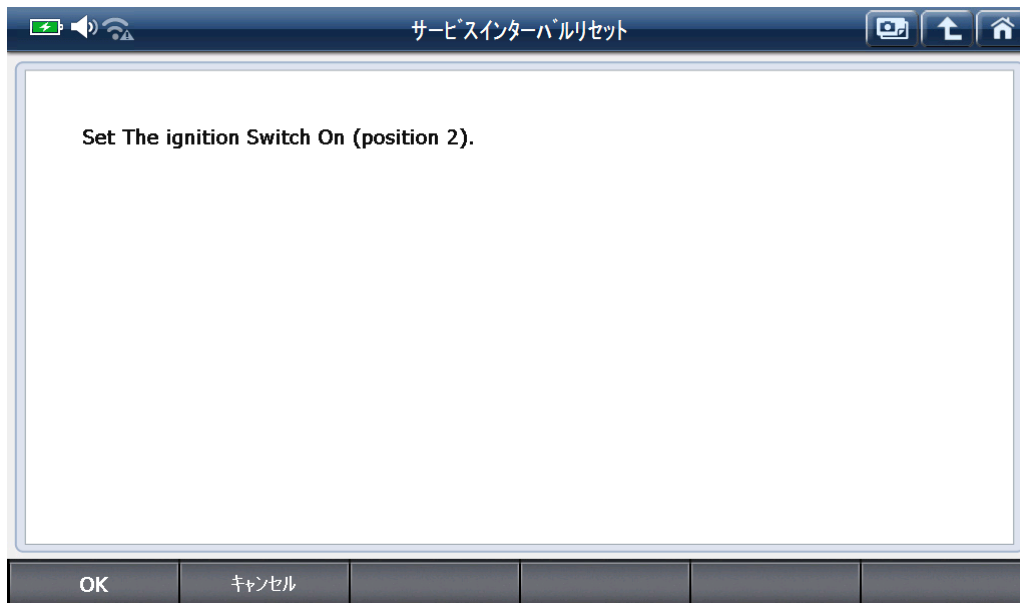 サービスインターバルリセット
Set The ignition Switch On (position 2).
OK
キャンセル